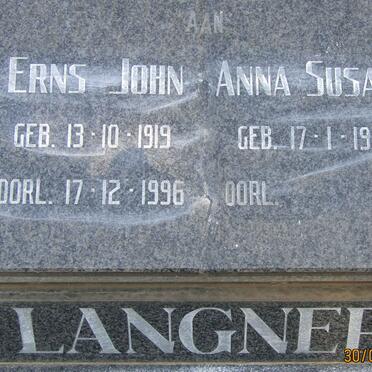 AAN
ERNS JOHN ANNA SUSA
GEB. 13·10·1919 GEB. 17·1·19
OORL. 17·12·1996 OORL.
LANGNER
30/0